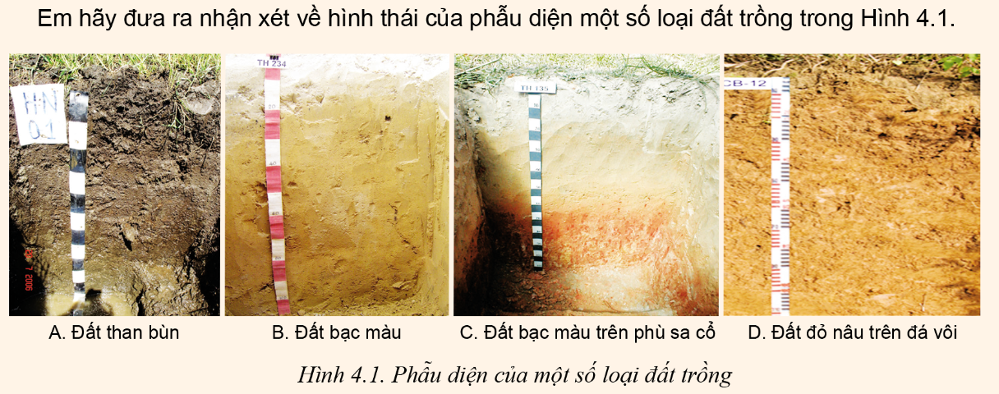 Em hãy đưa ra nhận xét về hình thái của phẫu diện một số loại đất trồng trong Hình 4.1.
HN
01
TH 234
TH 135
CB-12
7 2006
A. Đất than bùn
B. Đất bạc màu
C. Đất bạc màu trên phù sa cổ
D. Đất đỏ nâu trên đá vôi
Hình 4.1. Phẫu diện của một số loại đất trồng